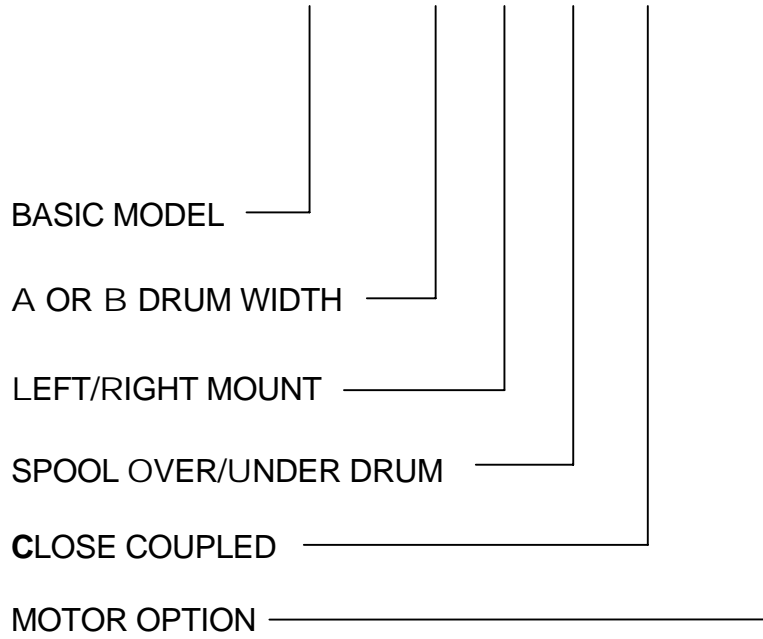 BASIC MODEL
A OR B DRUM WIDTH
LEFT/RIGHT MOUNT
SPOOL OVER/UNDER DRUM
CLOSE COUPLED
MOTOR OPTION